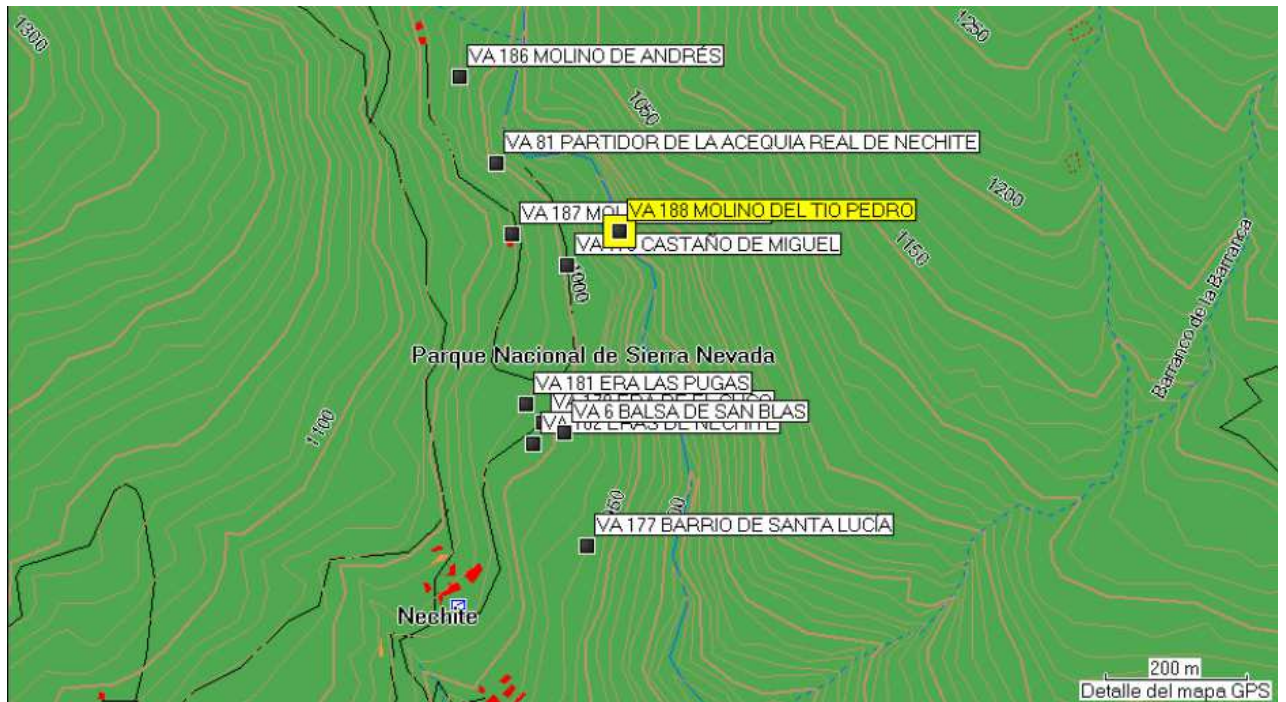 1300
1250
VA 186 MOLINO DE ANDRÉS
1050
VA 81 PARTIDOR DE LA ACEQUIA REAL DE NECHITE
1200
VA 187
VA 188 MOLINO DEL TIO PEDRO
1150
CASTAÑO DE MIGUEL
1000
Barranco de la Barranca
Parque Nacional de Sierra Nevada
VA 181 ERA LAS PUGAS
VA 6 BALSA DE SAN BLAS
1100
VA 177 BARRIO DE SANTA LUCÍA
Nechite
200 m
Detalle del mapa GPS